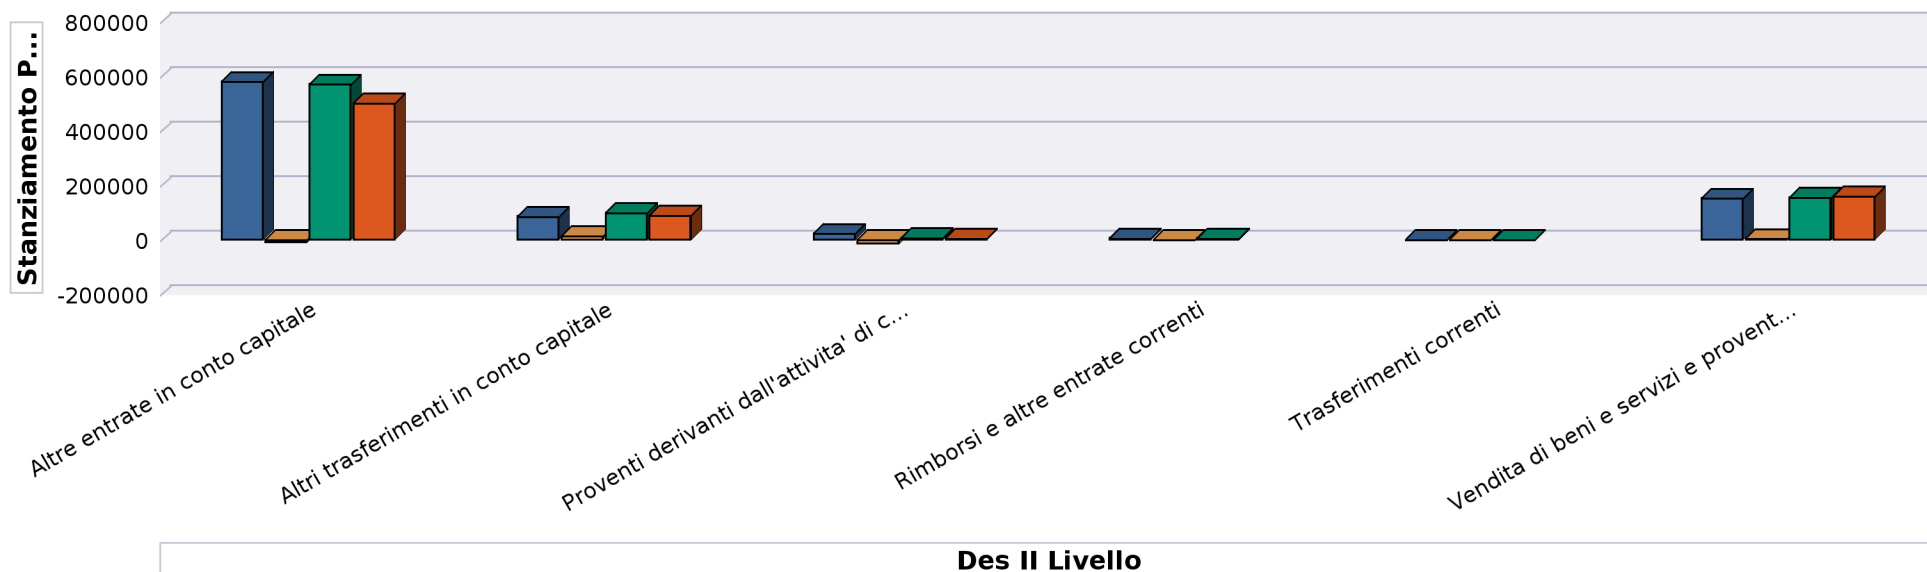 800000
600000
400000
200000
0
-200000
Stanziamento P...
Altre entrate in conto capitale
Altri trasferimenti in conto capitale
Proventi derivanti dall'attivita' di c...
Rimborsi e altre entrate correnti
Trasferimenti correnti
Vendita di beni e servizi e provent...
Des II Livello